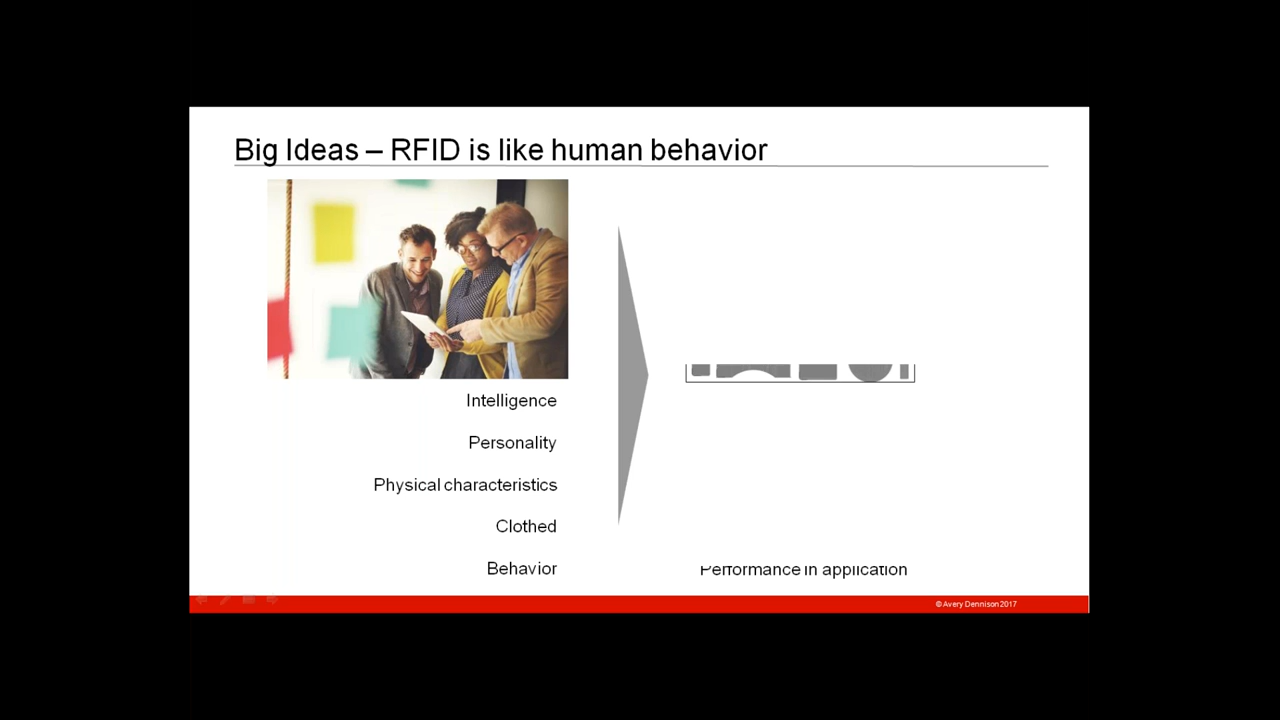 Big Ideas – RFID is like human behavior
Intelligence
Personality
Physical characteristics
Clothed
Behavior
Performance in application
© Avery Dennison 2017